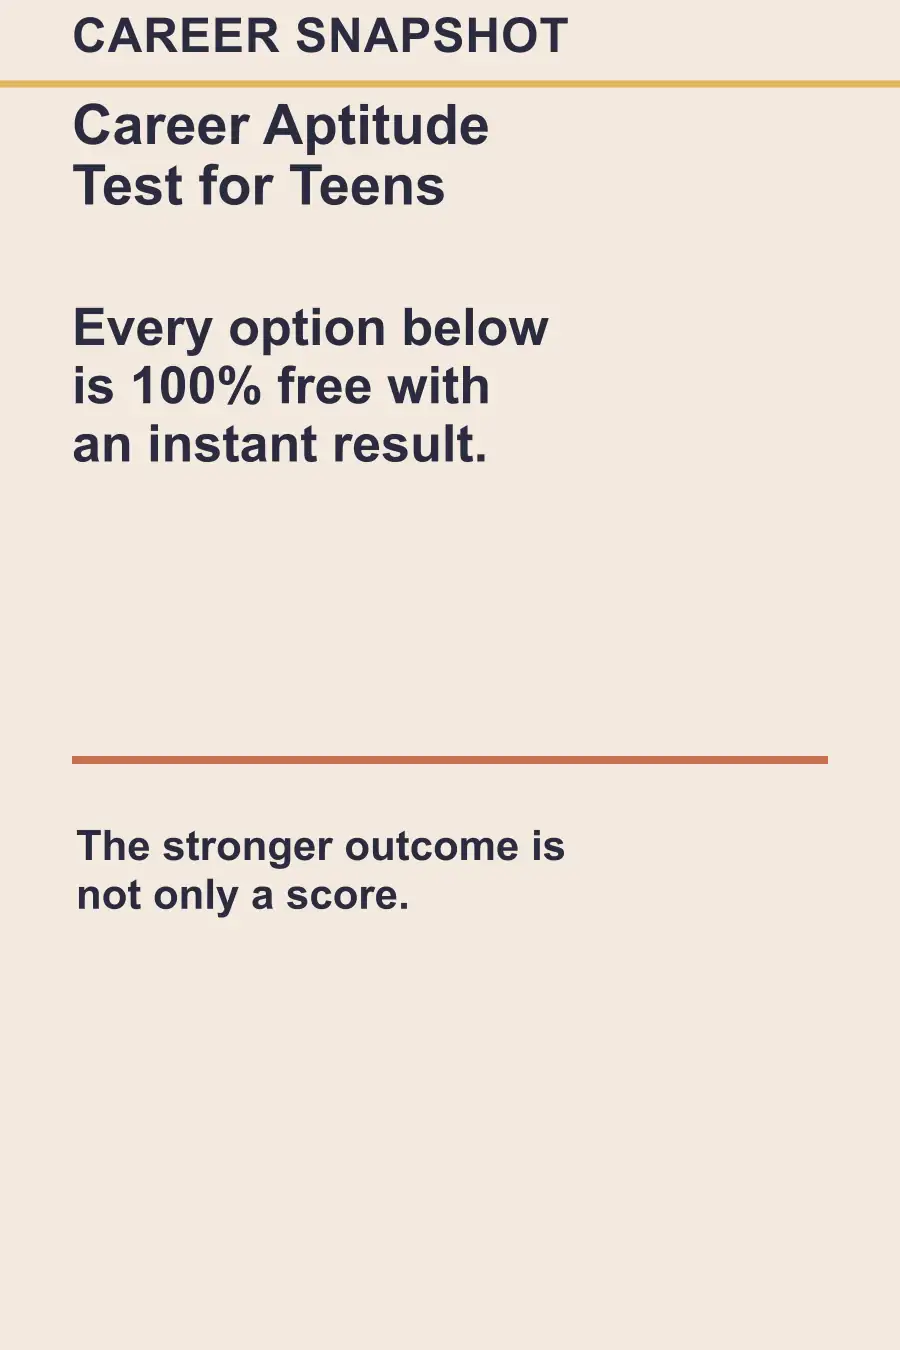 CAREER SNAPSHOT
Career Aptitude
Test for Teens
Every option below
is 100% free with
an instant result.
The stronger outcome is
not only a score.